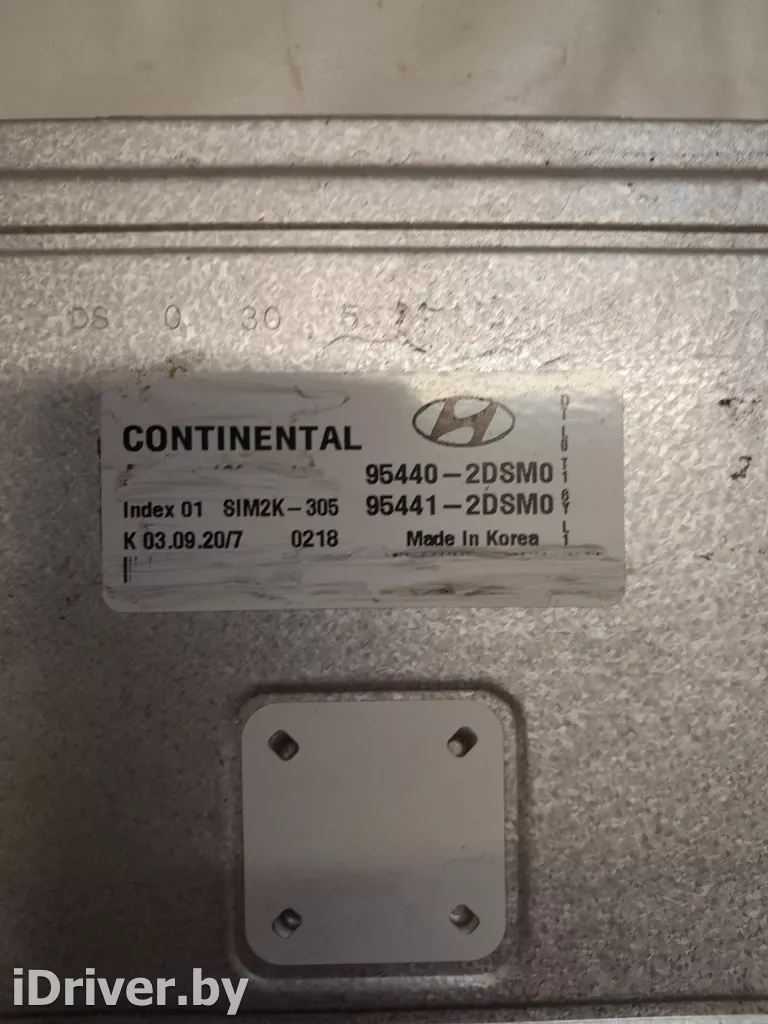 DS 0 30 5
CONTINENTAL
95440-2DSM0
Index 01 SIM2K-305 95441-2DSM0
K 03.09.20/7 0218 Made In Korea
iDriver.by